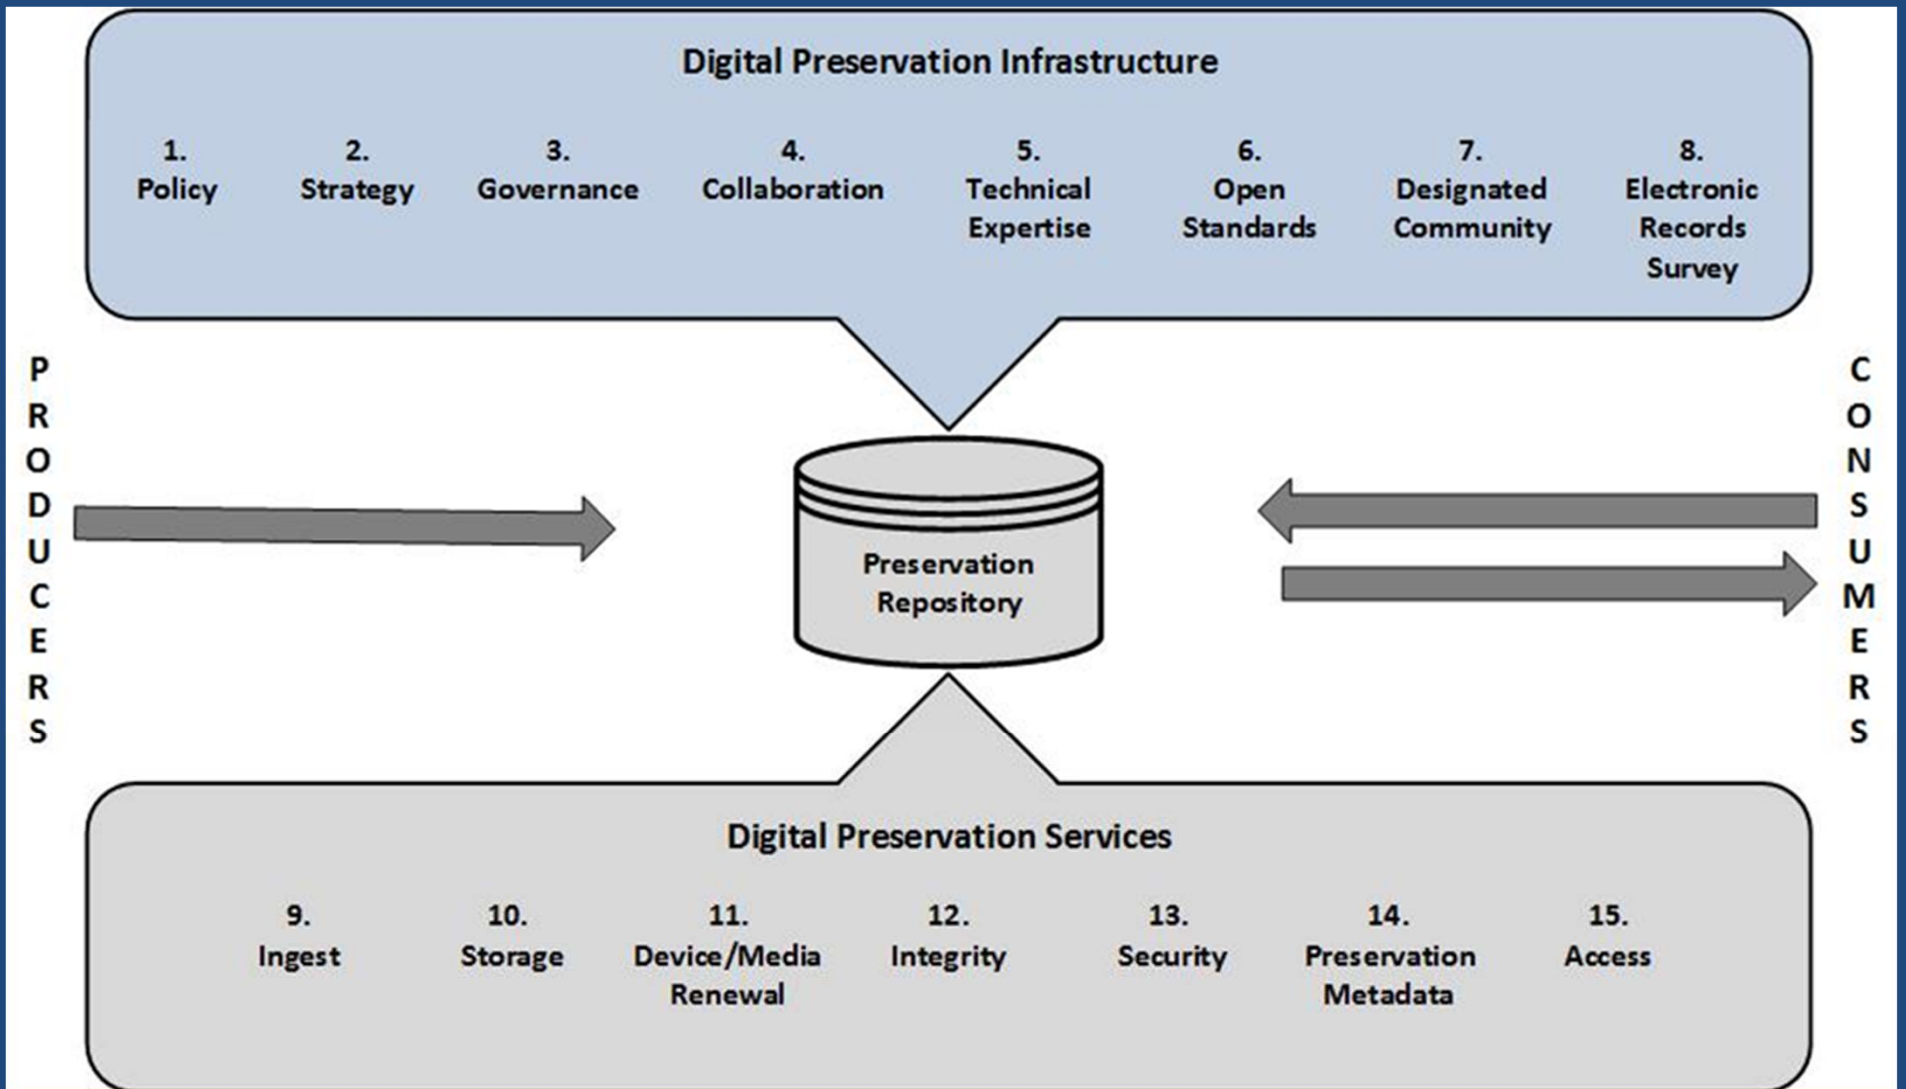 Digital Preservation Infrastructure
1.
Policy
2.
Strategy
3.
Governance
4.
Collaboration
5.
Technical
Expertise
6.
Open
Standards
7.
Designated
Community
8.
Electronic
Records
Survey
PRODUCERS
Preservation
Repository
CONSUMERS
Digital Preservation Services
9.
Ingest
10.
Storage
11.
Device/Media
Renewal
12.
Integrity
13.
Security
14.
Preservation
Metadata
15.
Access